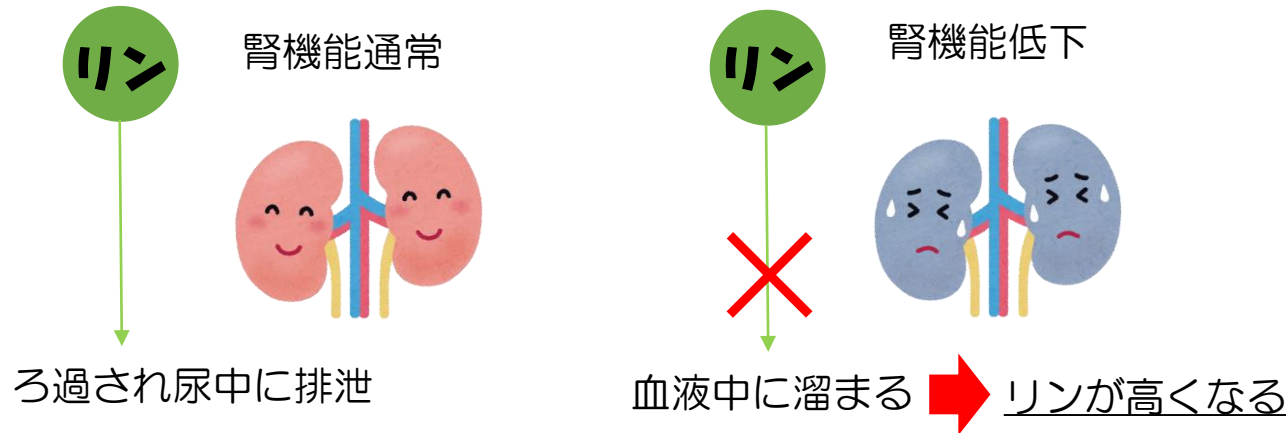 リン
腎機能通常
ろ過され尿中に排泄
リン
腎機能低下
血液中に溜まる
リンが高くなる